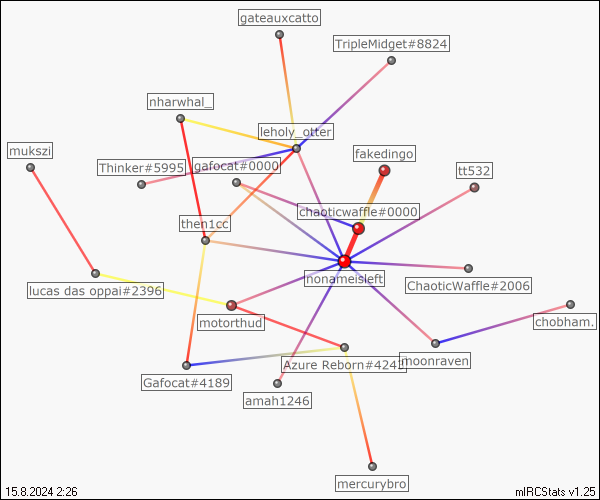 gateauxcatto
TripleMidget#8824
nharwhal_
leholy_otter
mukszi
fakedingo
Thinker#5995
gafocat#0000
tt532
chaoticwaffle#0000
then1cc
nonameisleft
ChaoticWaffle#2006
lucas das oppai#2396
motorthud
chobham.
Azure Reborn#4242
moonraven
Gafocat#4189
amah1246
mercurybro
15.8.2024 2:26
mIRCStats v1.25